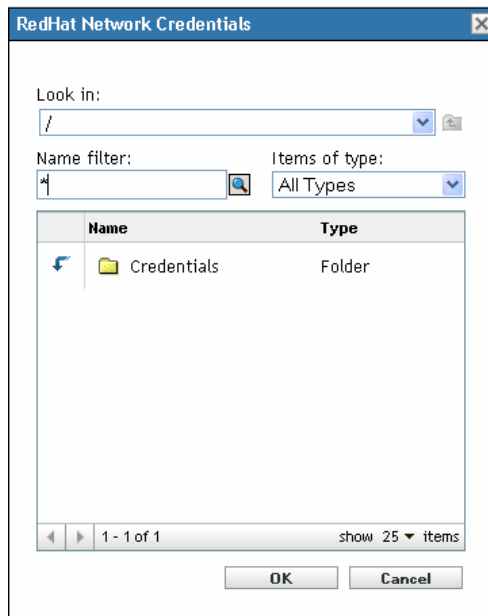 RedHat Network Credentials
Look in:
/
Name filter:
Items of type:
*
All Types
Name
Type
Credentials
Folder
1 - 1 of 1
show 25 items
OK
Cancel